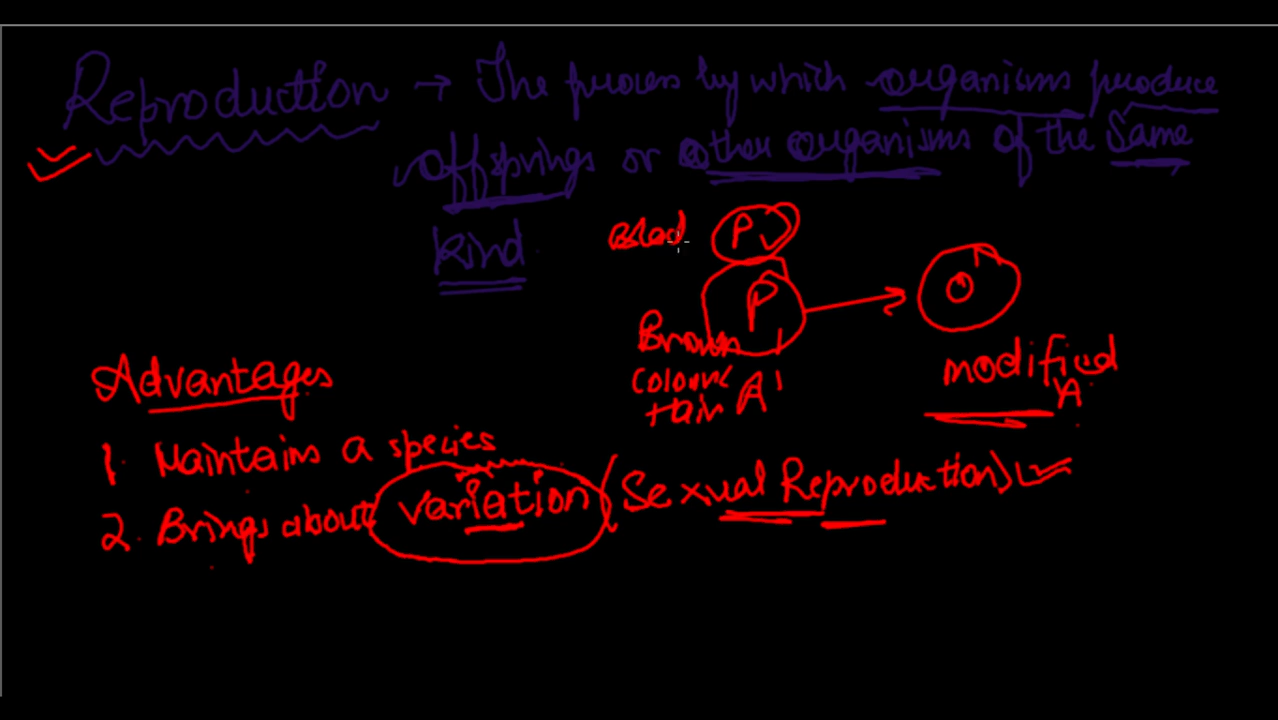 Reproduction → The process by which organisms produce
offsprings or other organisms of the Same
kind
P
P
O
Brown
colour
Hair A
modified
A
Advantages
1. Maintains a species
2. Brings about variation (Sexual Reproduction)